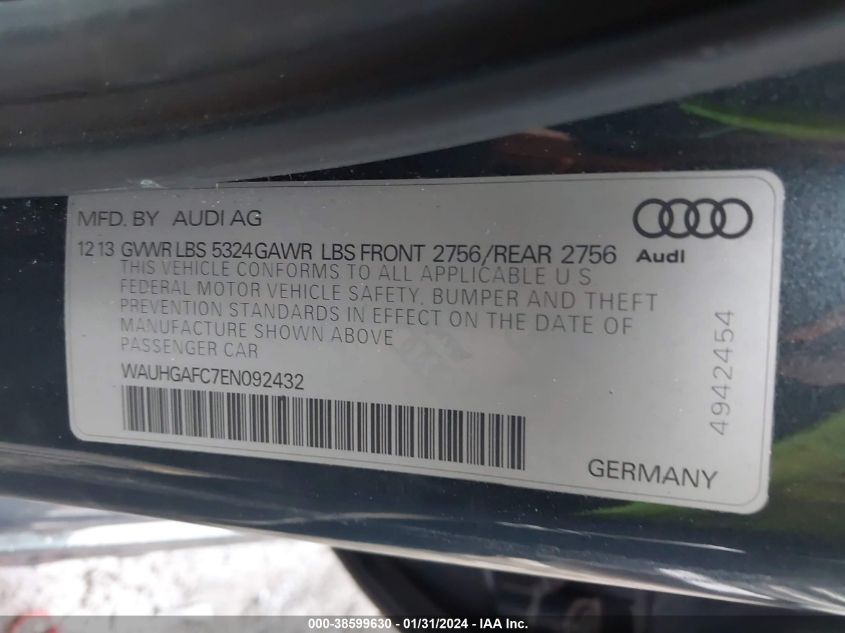 MFD. BY AUDI AG
12 13 GVWR LBS 5324 GAWR LBS FRONT 2756/REAR 2756
Audi
THIS VEHICLE CONFORMS TO ALL APPLICABLE U S
FEDERAL MOTOR VEHICLE SAFETY, BUMPER AND THEFT
PREVENTION STANDARDS IN EFFECT ON THE DATE OF
MANUFACTURE SHOWN ABOVE
PASSENGER CAR
WAUHGAFC7EN092432
4942454
GERMANY
000-38599630 - 01/31/2024 - IAA Inc.